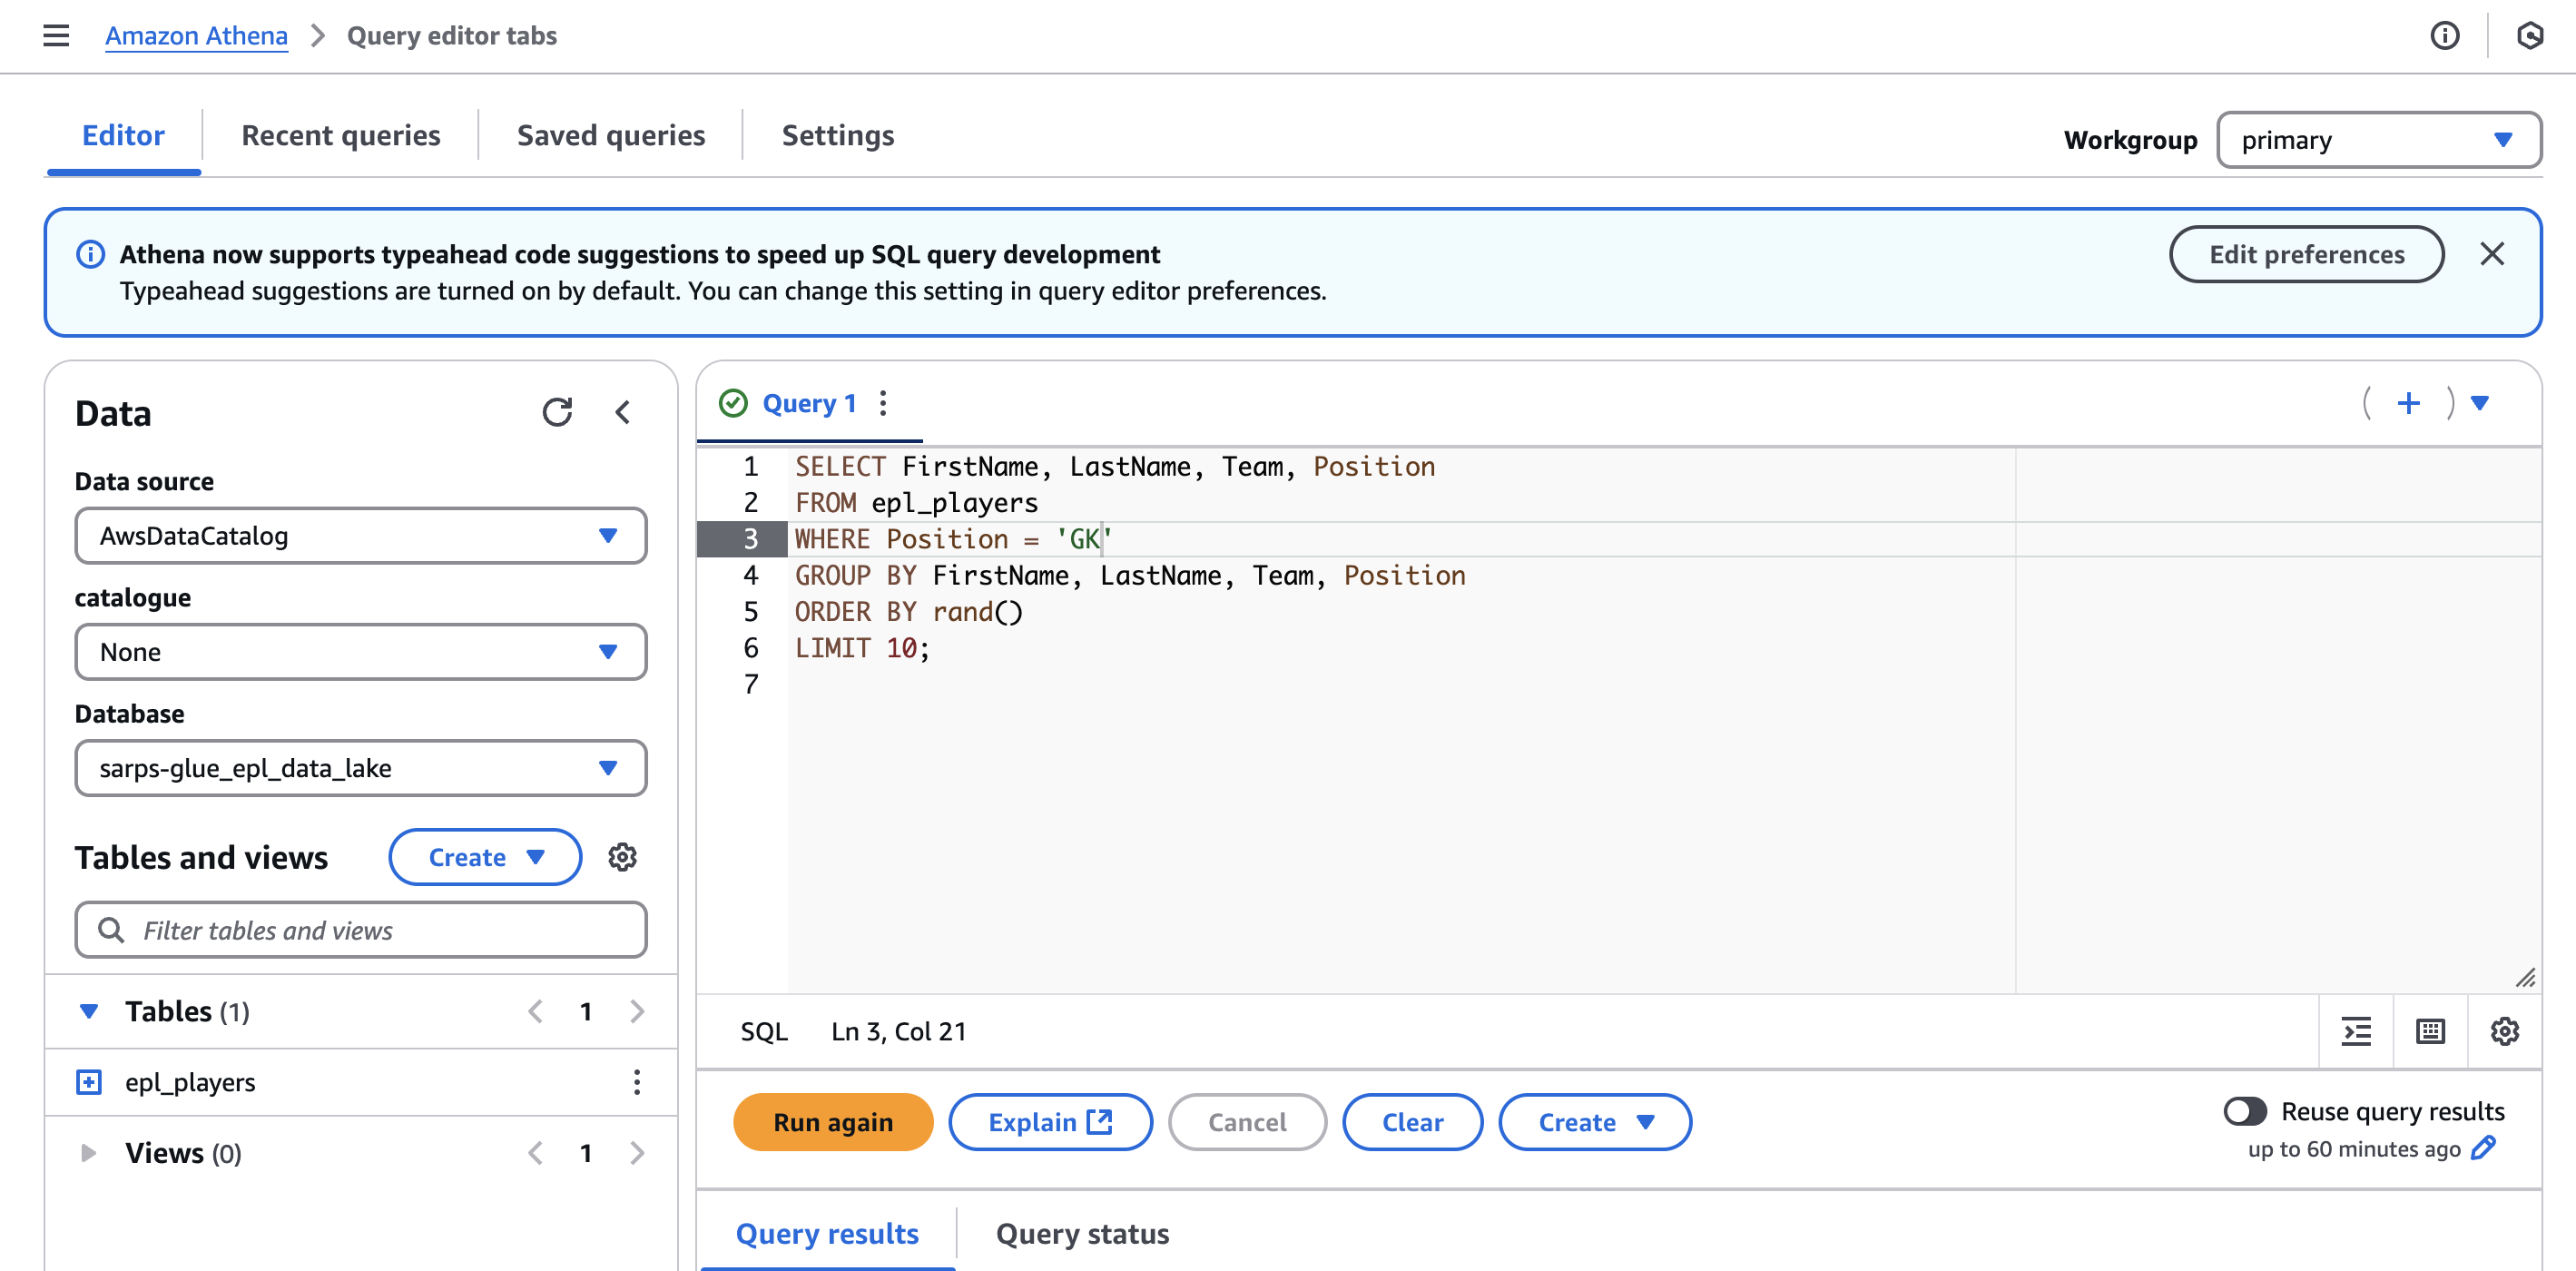 Amazon Athena > Query editor tabs
Editor
Recent queries
Saved queries
Settings
Workgroup
primary
Athena now supports typeahead code suggestions to speed up SQL query development
Typeahead suggestions are turned on by default. You can change this setting in query editor preferences.
Edit preferences
Data
Data source
AwsDataCatalog
catalogue
None
Database
sarps-glue_epl_data_lake
Tables and views
Create
Filter tables and views
Tables (1)
1
epl_players
Views (0)
1
Query 1
1 SELECT FirstName, LastName, Team, Position
2 FROM epl_players
3 WHERE Position = 'GK'
4 GROUP BY FirstName, LastName, Team, Position
5 ORDER BY rand()
6 LIMIT 10;
7
SQL
Ln 3, Col 21
Run again
Explain
Cancel
Clear
Create
Reuse query results
up to 60 minutes ago
Query results
Query status